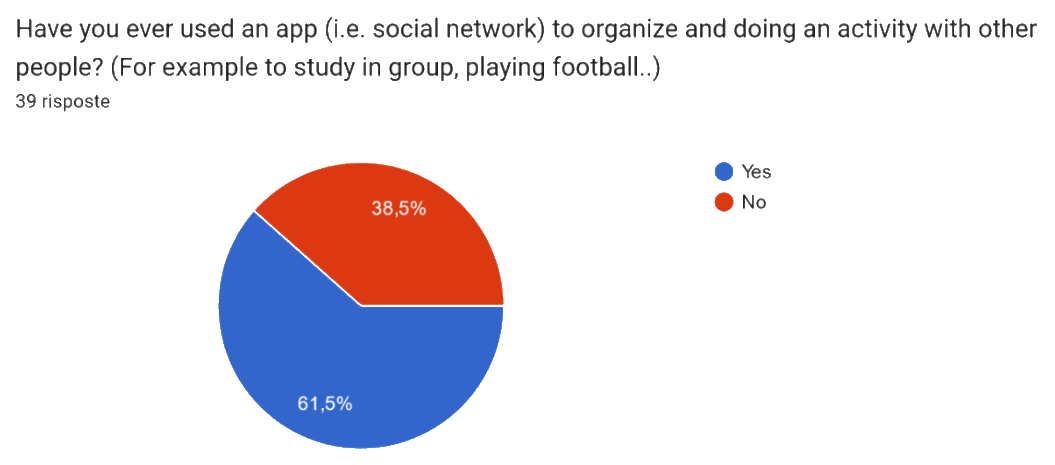 Have you ever used an app (i.e. social network) to organize and doing an activity with other
people? (For example to study in group, playing football..)
39 risposte
Yes
No
38,5%
61,5%